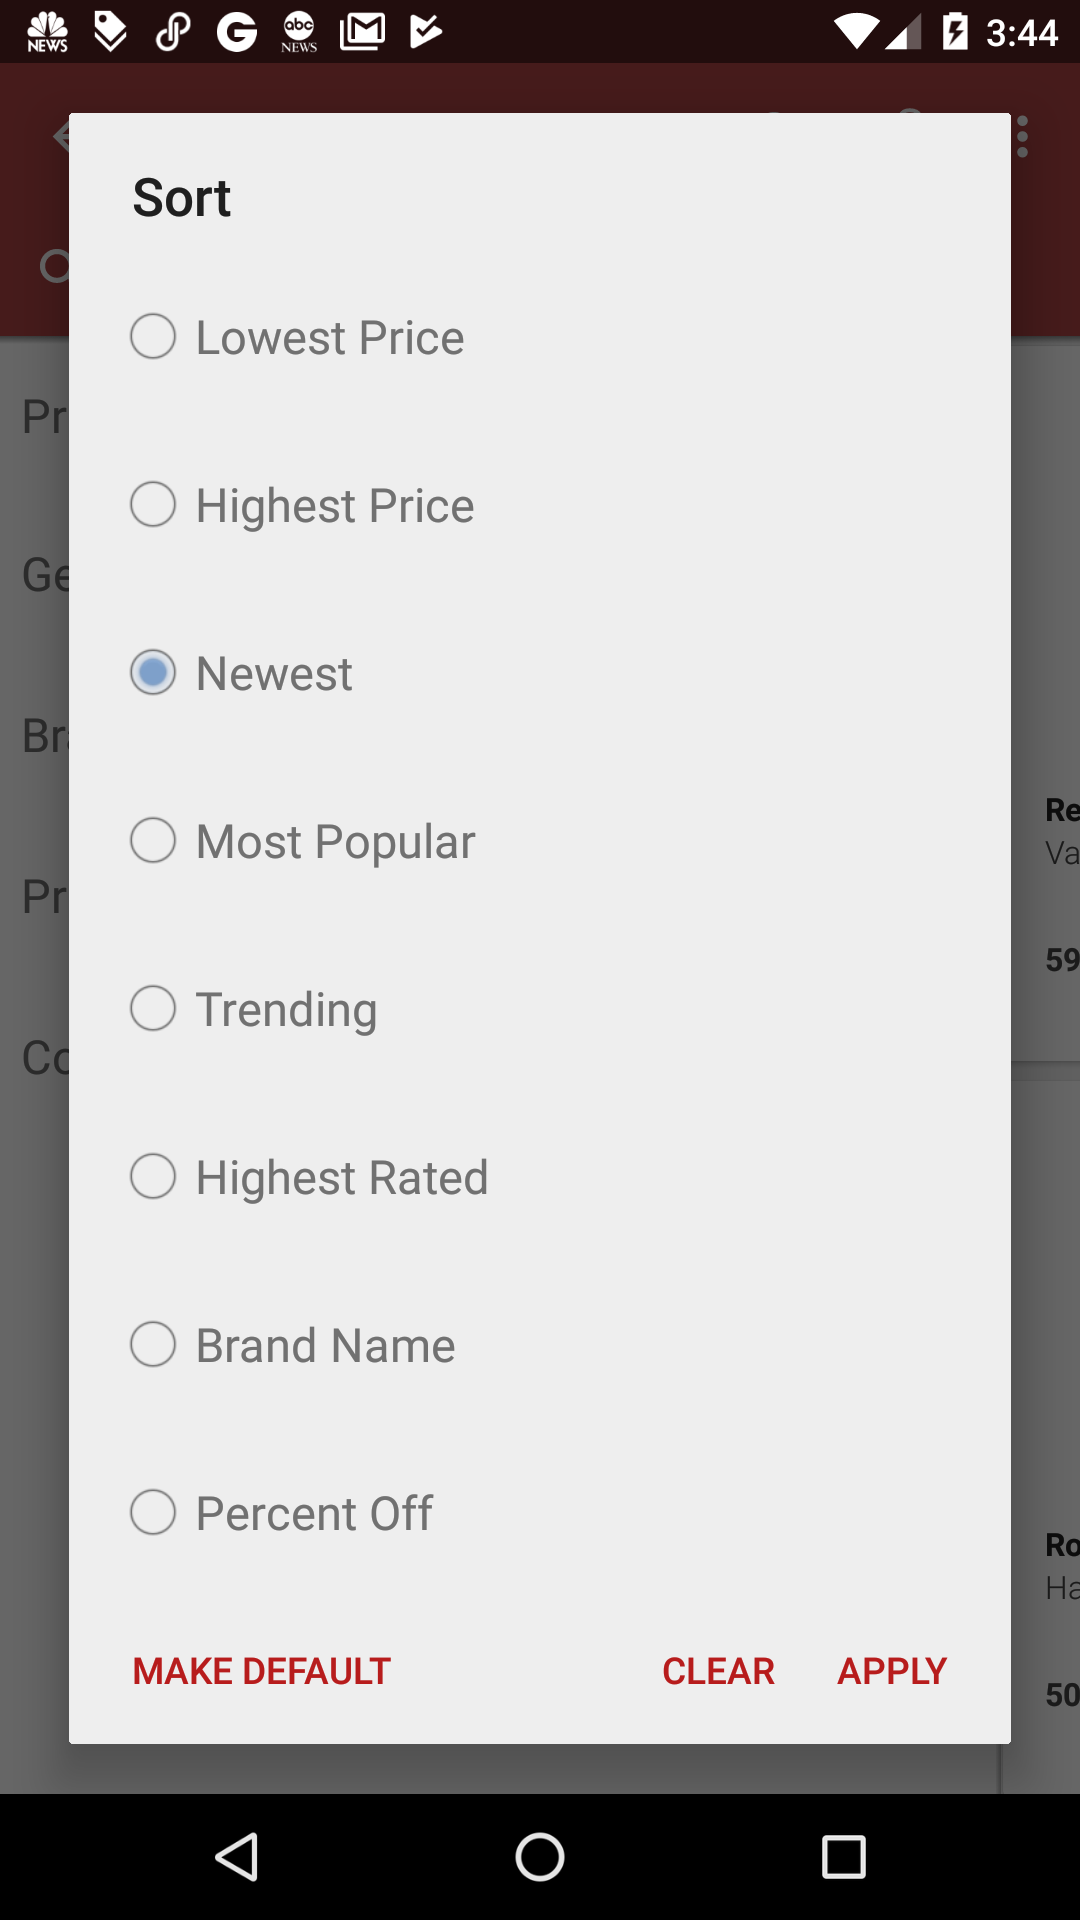 NEWS
abc
NEWS
3:44
Sort
Lowest Price
Highest Price
Newest
Most Popular
Trending
Highest Rated
Brand Name
Percent Off
MAKE DEFAULT
CLEAR
APPLY
Pr
Ge
Br
Pr
Co
Re
Va
59
Ro
Ha
50